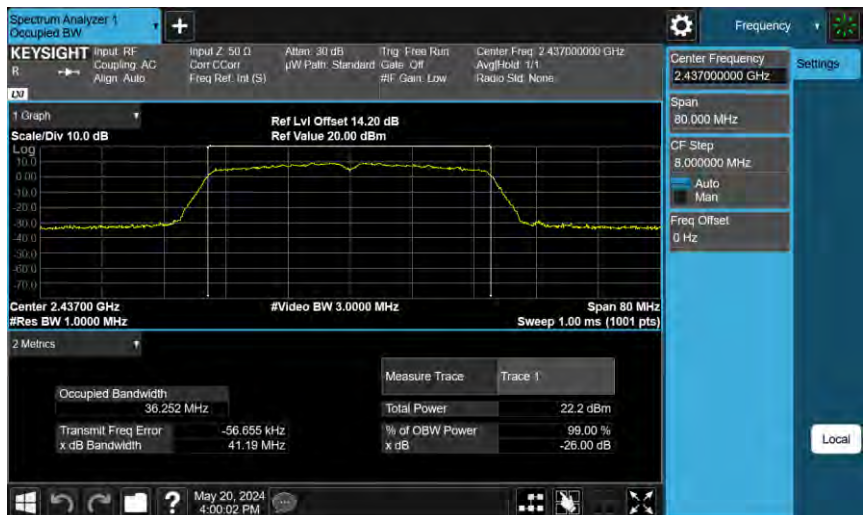 Spectrum Analyzer 1
Occupied BW
Frequency
KEYSIGHT
R
LXI
Input: RF
Coupling: AC
Align: Auto
Input Z: 50 Ω
Corr CCorr
Freq Ref: Int (S)
Atten: 30 dB
µW Path: Standard
Trig: Free Run
Gate: Off
#IF Gain: Low
Center Freq: 2.437000000 GHz
Avg|Hold: 1/1
Radio Std: None
Center Frequency
2.437000000 GHz
Settings
Span
80.000 MHz
CF Step
8.000000 MHz
Auto
Man
Freq Offset
0 Hz
1 Graph
Scale/Div 10.0 dB
Ref Lvl Offset 14.20 dB
Ref Value 20.00 dBm
Log
10.0
0.00
-10.0
-20.0
-30.0
-40.0
-50.0
-60.0
-70.0
Center 2.43700 GHz
#Video BW 3.0000 MHz
Span 80 MHz
#Res BW 1.0000 MHz
Sweep 1.00 ms (1001 pts)
2 Metrics
Measure Trace Trace 1
Occupied Bandwidth
36.252 MHz
Total Power 22.2 dBm
Transmit Freq Error -56.655 kHz
% of OBW Power 99.00 %
x dB Bandwidth 41.19 MHz
x dB -26.00 dB
Local
?
May 20, 2024
4:00:02 PM